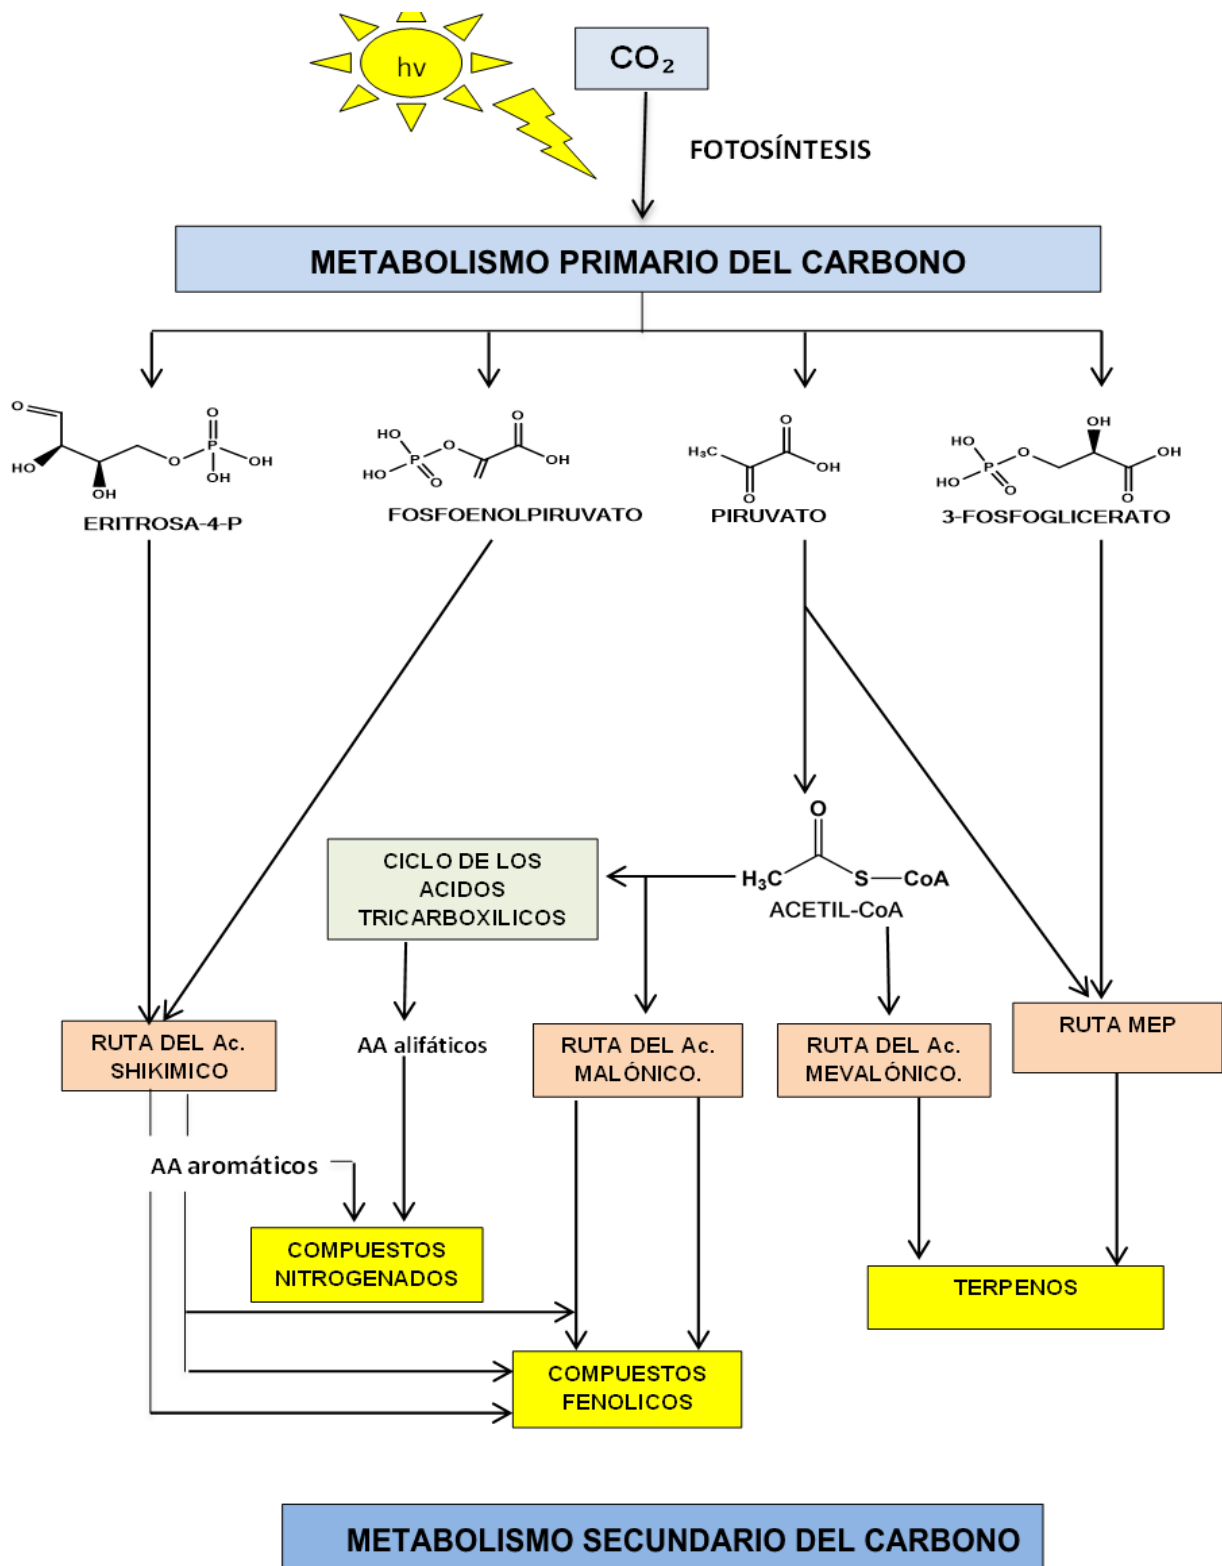 hv
CO₂
FOTOSÍNTESIS
METABOLISMO PRIMARIO DEL CARBONO
O
HO
OH
O
O
P
OH
OH
ERITROSA-4-P
HO
HO
P
O
O
O
OH
FOSFOENOLPIRUVATO
H₃C
O
O
OH
PIRUVATO
HO
HO
P
O
O
OH
O
OH
3-FOSFOGLICERATO
CICLO DE LOS
ACIDOS
TRICARBOXILICOS
O
H₃C
S
CoA
ACETIL-CoA
RUTA DEL Ac.
SHIKIMICO
AA alifáticos
RUTA DEL Ac.
MALÓNICO.
RUTA DEL Ac.
MEVALÓNICO.
RUTA MEP
AA aromáticos
COMPUESTOS
NITROGENADOS
TERPENOS
COMPUESTOS
FENOLICOS
METABOLISMO SECUNDARIO DEL CARBONO